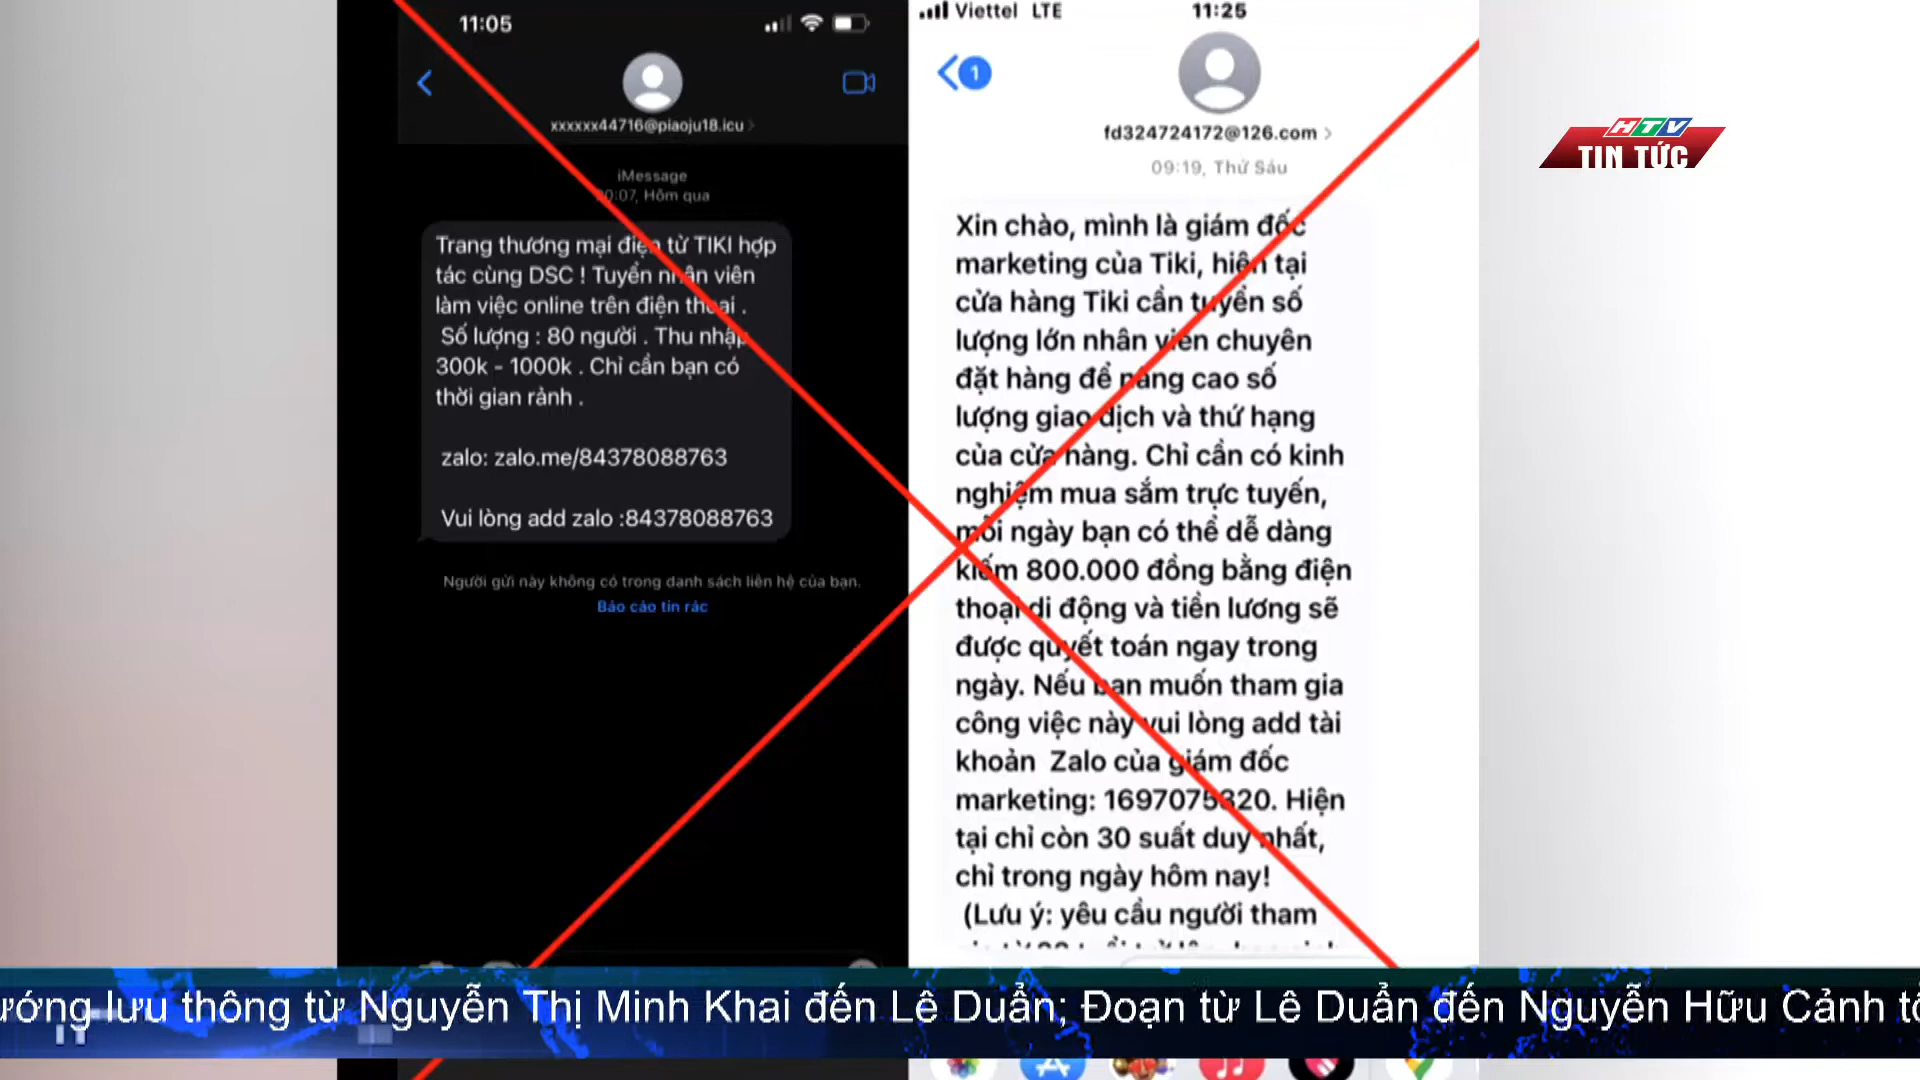 11:05
xxxxxx44716@piaoju18.icu
iMessage
00:07, Hôm qua
Trang thương mại điện tử TIKI hợp
tác cùng DSC ! Tuyển nhân viên
làm việc online trên điện thoại .
Số lượng : 80 người . Thu nhập
300k - 1000k . Chỉ cần bạn có
thời gian rảnh .
zalo: zalo.me/84378088763
Vui lòng add zalo :84378088763
Người gửi này không có trong danh sách liên hệ của bạn.
Báo cáo tin rác
Viettel LTE
11:25
1
fd324724172@126.com
09:19, Thứ Sáu
Xin chào, mình là giám đốc
marketing của Tiki, hiện tại
cửa hàng Tiki cần tuyển số
lượng lớn nhân viên chuyên
đặt hàng để nâng cao số
lượng giao dịch và thứ hạng
của cửa hàng. Chỉ cần có kinh
nghiệm mua sắm trực tuyến,
mỗi ngày bạn có thể dễ dàng
kiếm 800.000 đồng bằng điện
thoại di động và tiền lương sẽ
được quyết toán ngay trong
ngày. Nếu bạn muốn tham gia
công việc này vui lòng add tài
khoản Zalo của giám đốc
marketing: 1697075320. Hiện
tại chỉ còn 30 suất duy nhất,
chỉ trong ngày hôm nay!
(Lưu ý: yêu cầu người tham
HTV
TIN TỨC
ướng lưu thông từ Nguyễn Thị Minh Khai đến Lê Duẩn; Đoạn từ Lê Duẩn đến Nguyễn Hữu Cảnh